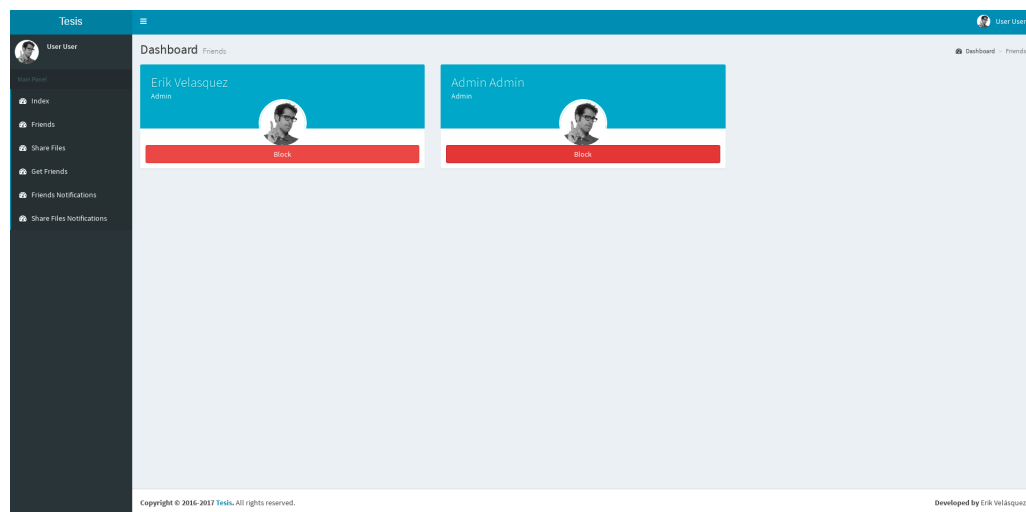 Tesis
User User
User User
Main Panel
Index
Friends
Share Files
Get Friends
Friends Notifications
Share Files Notifications
Dashboard Friends
Dashboard > Friends
Erik Velasquez
Admin
Block
Admin Admin
Admin
Block
Copyright © 2016-2017 Tesis. All rights reserved.
Developed by Erik Velásquez